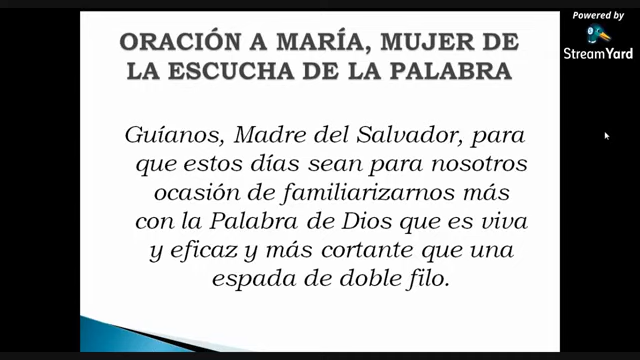 Powered by
StreamYard
ORACIÓN A MARÍA, MUJER DE
LA ESCUCHA DE LA PALABRA
Guíanos, Madre del Salvador, para
que estos días sean para nosotros
ocasión de familiarizarnos más
con la Palabra de Dios que es viva
y eficaz y más cortante que una
espada de doble filo.